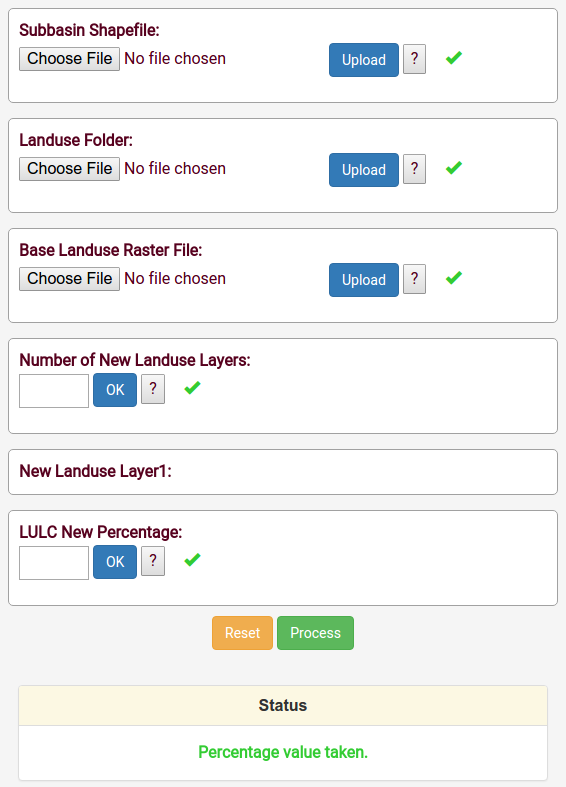 Subbasin Shapefile:
Choose File No file chosen Upload ?
Landuse Folder:
Choose File No file chosen Upload ?
Base Landuse Raster File:
Choose File No file chosen Upload ?
Number of New Landuse Layers:
OK ?
New Landuse Layer1:
LULC New Percentage:
OK ?
Reset Process
Status
Percentage value taken.